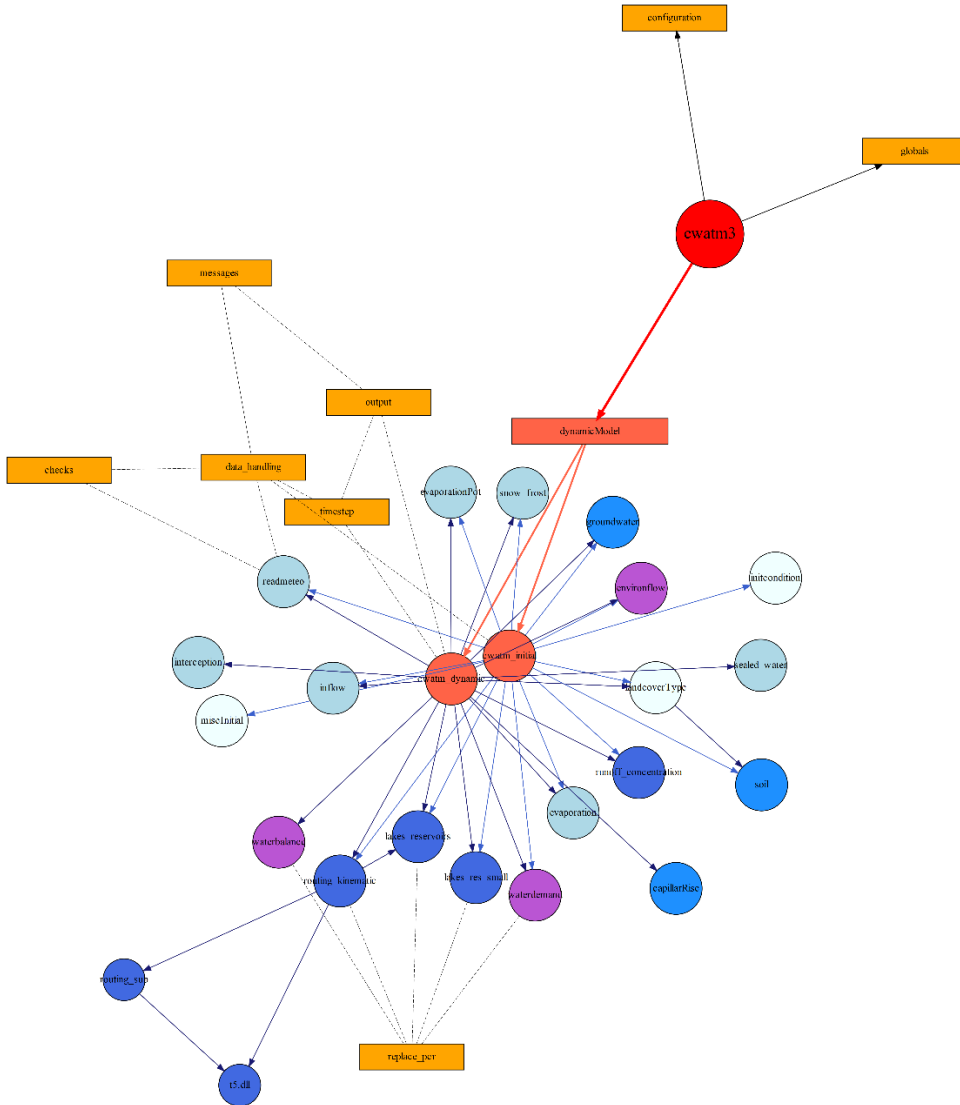 configuration
globals
cwatm3
messages
output
dynamicModel
checks
data_handling
timestep
evaporationPot
snow_frost
groundwater
readmeteo
environflow
initcondition
interception
inflow
cwatm_dynamic
cwatm_initial
landcoverType
sealed_water
miscInitial
runoff_concentration
soil
evaporation
waterbalance
lakes_reservoirs
routing_kinematic
lakes_res_small
waterdemand
capillarRise
routing_sub
replace_pcr
t5.dll